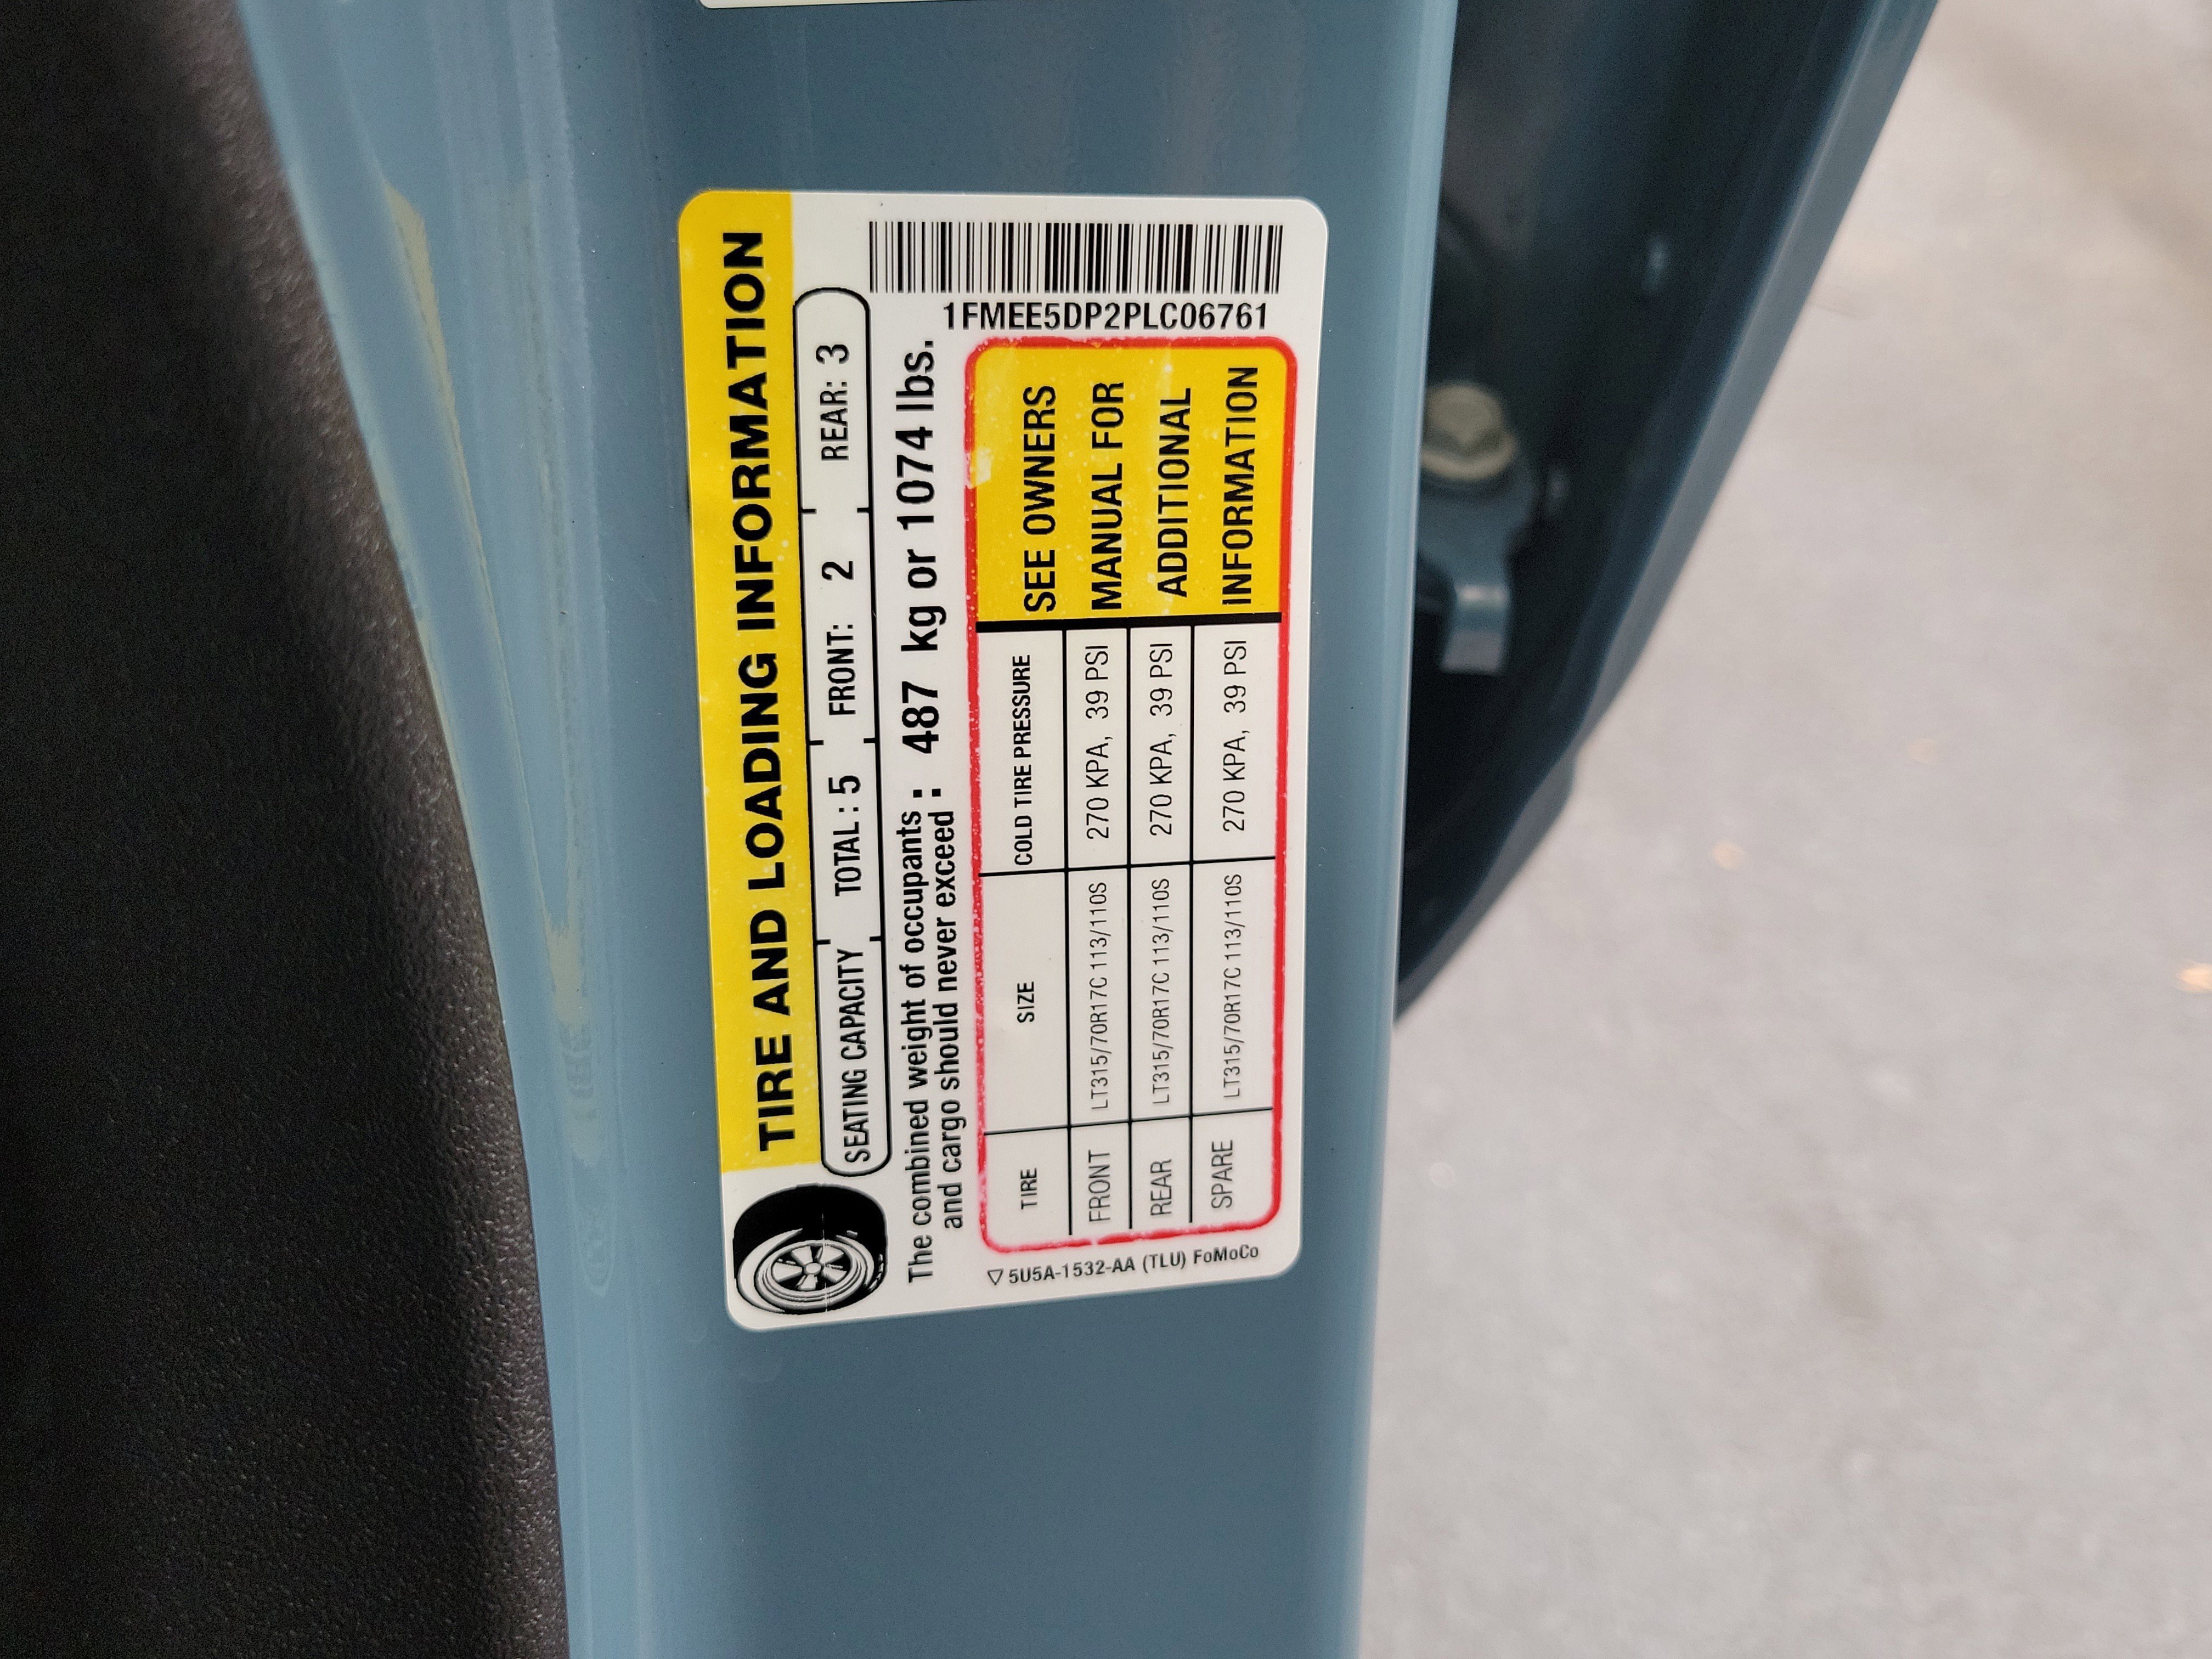 TIRE AND LOADING INFORMATION
SEATING CAPACITY TOTAL : 5 FRONT: 2 REAR: 3
The combined weight of occupants
and cargo should never exceed : 487 kg or 1074 lbs.
1FMEE5DP2PLC06761
TIRE SIZE COLD TIRE PRESSURE
FRONT LT315/70R17C 113/110S 270 KPA, 39 PSI
REAR LT315/70R17C 113/110S 270 KPA, 39 PSI
SPARE LT315/70R17C 113/110S 270 KPA, 39 PSI
SEE OWNERS
MANUAL FOR
ADDITIONAL
INFORMATION
5U5A-1532-AA (TLU) FoMoCo